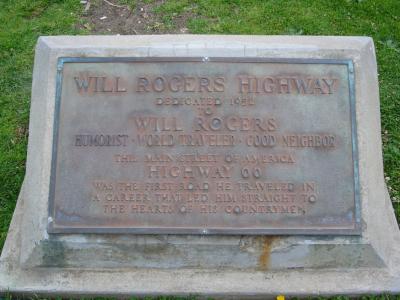 WILL ROGERS HIGHWAY
DEDICATED 1952
TO
WILL ROGERS
HUMORIST · WORLD TRAVELER · GOOD NEIGHBOR
THIS MAIN STREET OF AMERICA
HIGHWAY 66
WAS THE FIRST ROAD HE TRAVELED IN
A CAREER THAT LED HIM STRAIGHT TO
THE HEARTS OF HIS COUNTRYMEN.